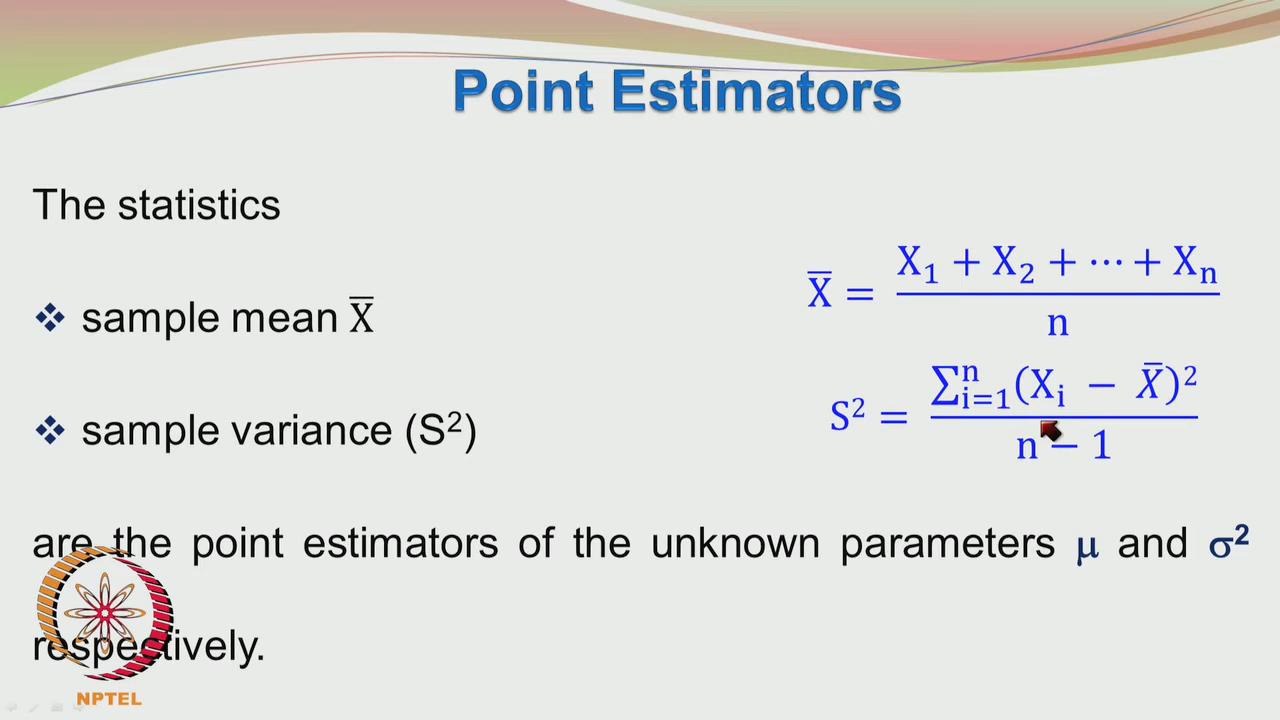 Point Estimators
The statistics
❖ sample mean X̅
X̅ = (X₁ + X₂ + ⋯ + Xₙ) / n
❖ sample variance (S²)
S² = ∑ⁿᵢ₌₁(Xᵢ − X̅)² / (n − 1)
are the point estimators of the unknown parameters μ and σ²
respectively.
NPTEL